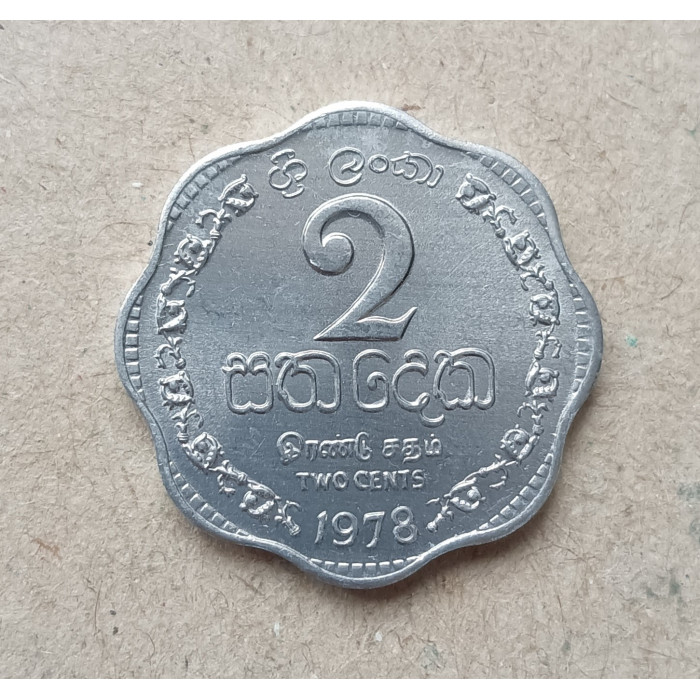 ශ්‍රී ලංකා
2
සත දෙක
இரண்டு சதம்
TWO CENTS
1978